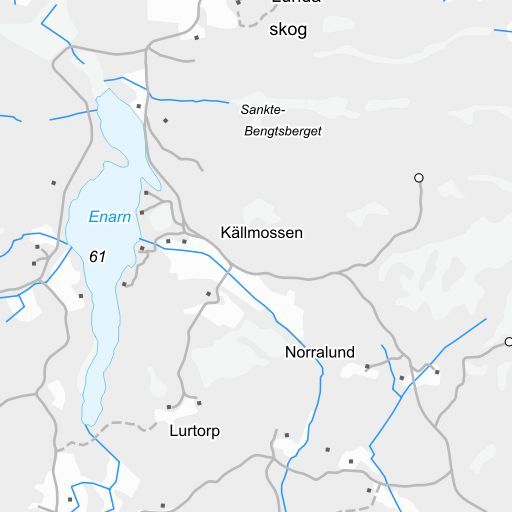 skog
Sankte-
Bengtsberget
Enarn
Källmossen
61
Norralund
Lurtorp